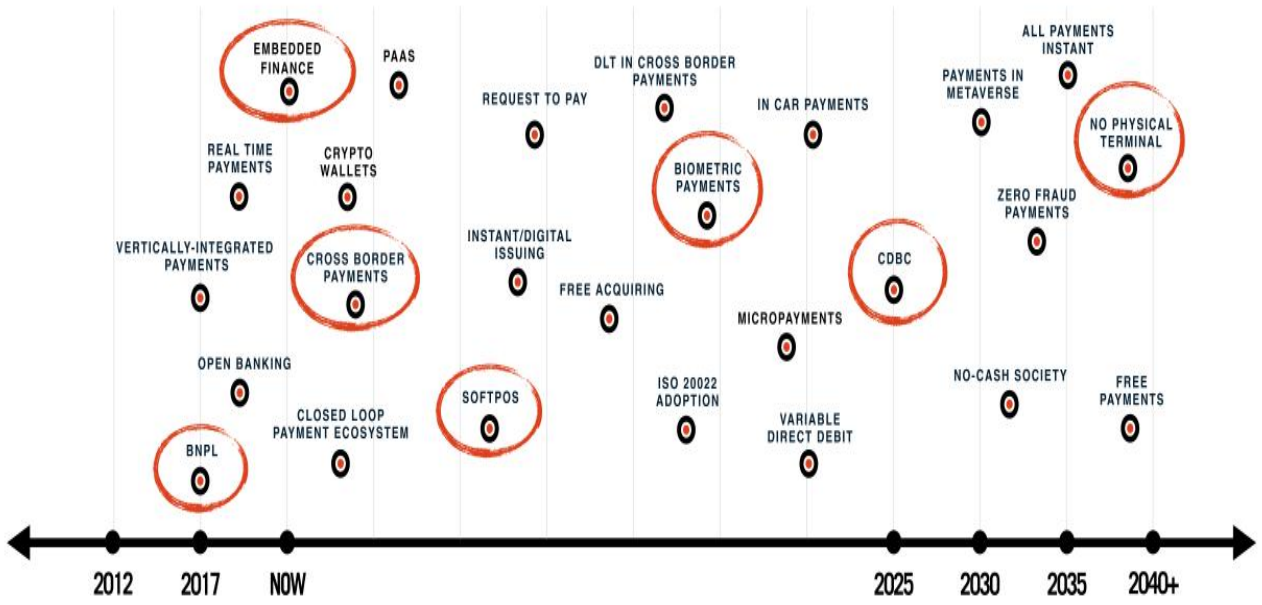 EMBEDDED
FINANCE
PAAS
REQUEST TO PAY
DLT IN CROSS BORDER
PAYMENTS
IN CAR PAYMENTS
PAYMENTS IN
METAVERSE
ALL PAYMENTS
INSTANT
NO PHYSICAL
TERMINAL
REAL TIME
PAYMENTS
CRYPTO
WALLETS
BIOMETRIC
PAYMENTS
ZERO FRAUD
PAYMENTS
VERTICALLY-INTEGRATED
PAYMENTS
CROSS BORDER
PAYMENTS
INSTANT/DIGITAL
ISSUING
FREE ACQUIRING
CDBC
MICROPAYMENTS
OPEN BANKING
CLOSED LOOP
PAYMENT ECOSYSTEM
SOFTPOS
ISO 20022
ADOPTION
VARIABLE
DIRECT DEBIT
NO-CASH SOCIETY
FREE
PAYMENTS
BNPL
2012 2017 NOW 2025 2030 2035 2040+